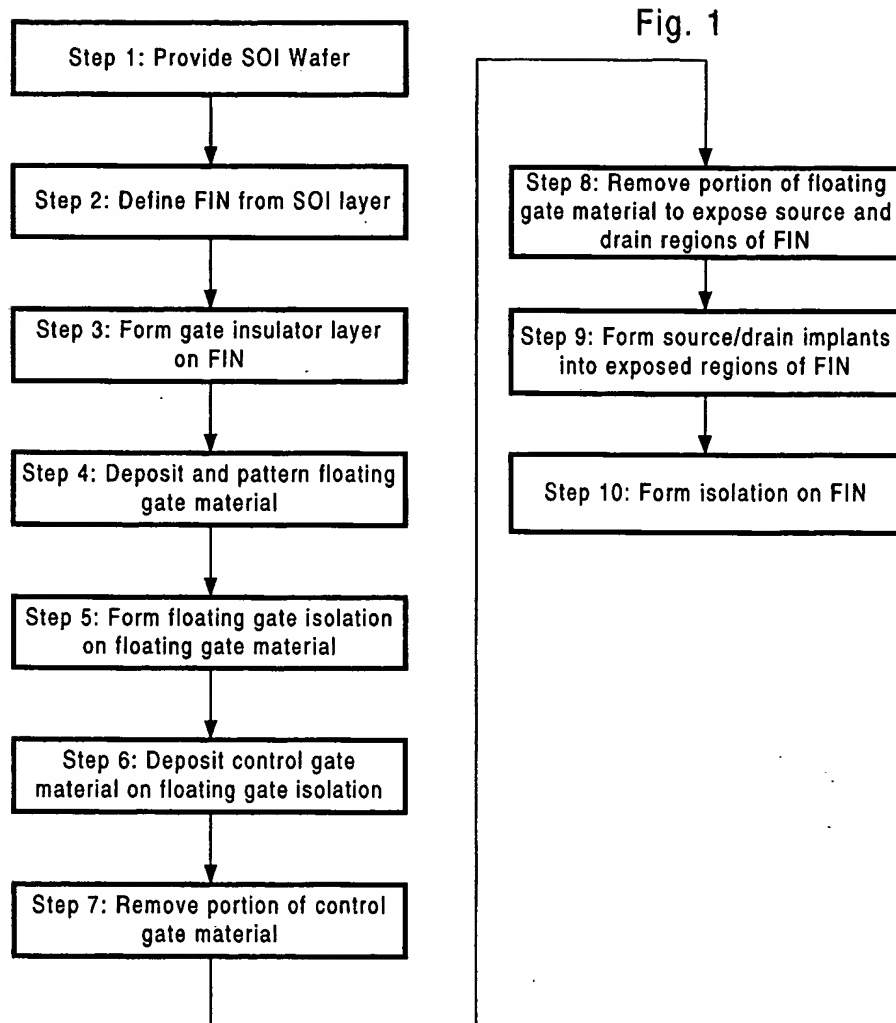 Fig. 1
Step 1: Provide SOI Wafer
Step 2: Define FIN from SOI layer
Step 3: Form gate insulator layer
on FIN
Step 4: Deposit and pattern floating
gate material
Step 5: Form floating gate isolation
on floating gate material
Step 6: Deposit control gate
material on floating gate isolation
Step 7: Remove portion of control
gate material
Step 8: Remove portion of floating
gate material to expose source and
drain regions of FIN
Step 9: Form source/drain implants
into exposed regions of FIN
Step 10: Form isolation on FIN